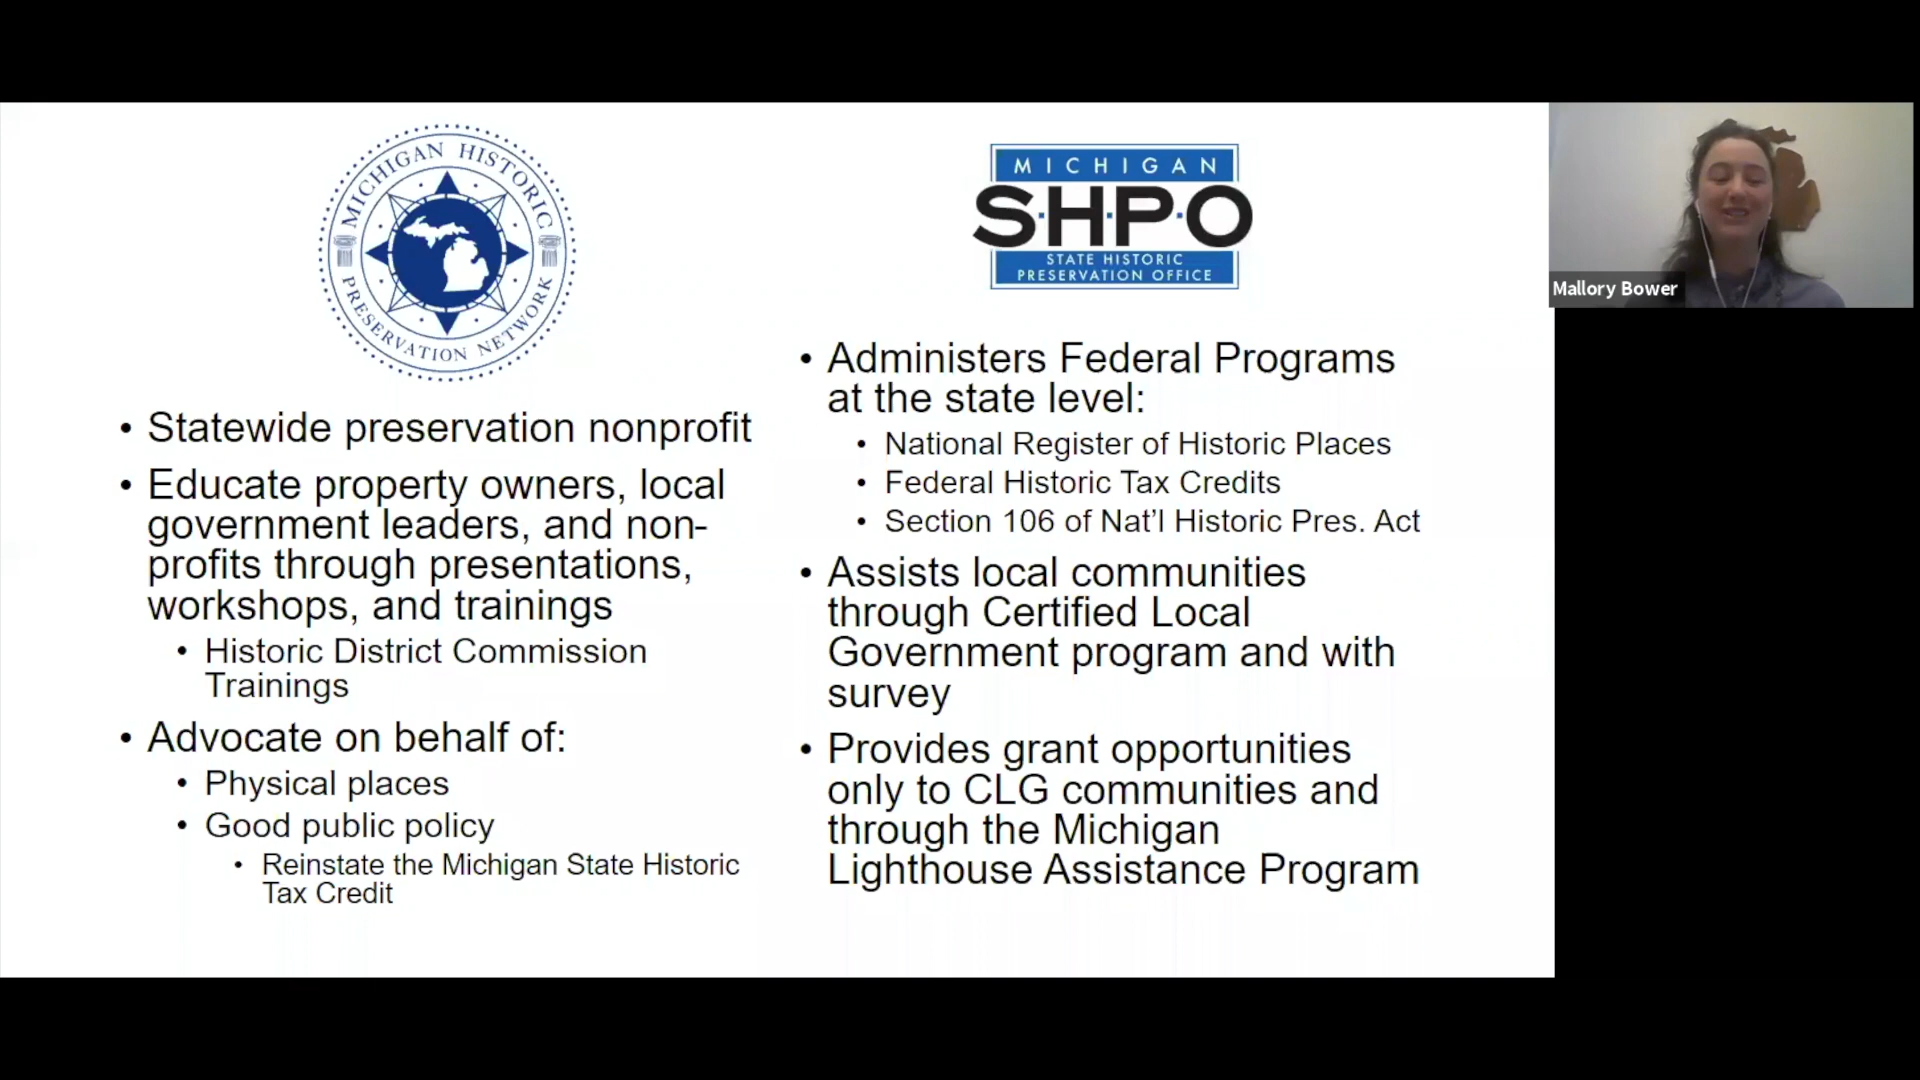 MICHIGAN HISTORIC
PRESERVATION NETWORK
• Statewide preservation nonprofit
• Educate property owners, local
government leaders, and non-
profits through presentations,
workshops, and trainings
• Historic District Commission
Trainings
• Advocate on behalf of:
• Physical places
• Good public policy
• Reinstate the Michigan State Historic
Tax Credit
MICHIGAN
S·H·P·O
STATE HISTORIC
PRESERVATION OFFICE
• Administers Federal Programs
at the state level:
• National Register of Historic Places
• Federal Historic Tax Credits
• Section 106 of Nat’l Historic Pres. Act
• Assists local communities
through Certified Local
Government program and with
survey
• Provides grant opportunities
only to CLG communities and
through the Michigan
Lighthouse Assistance Program
Mallory Bower